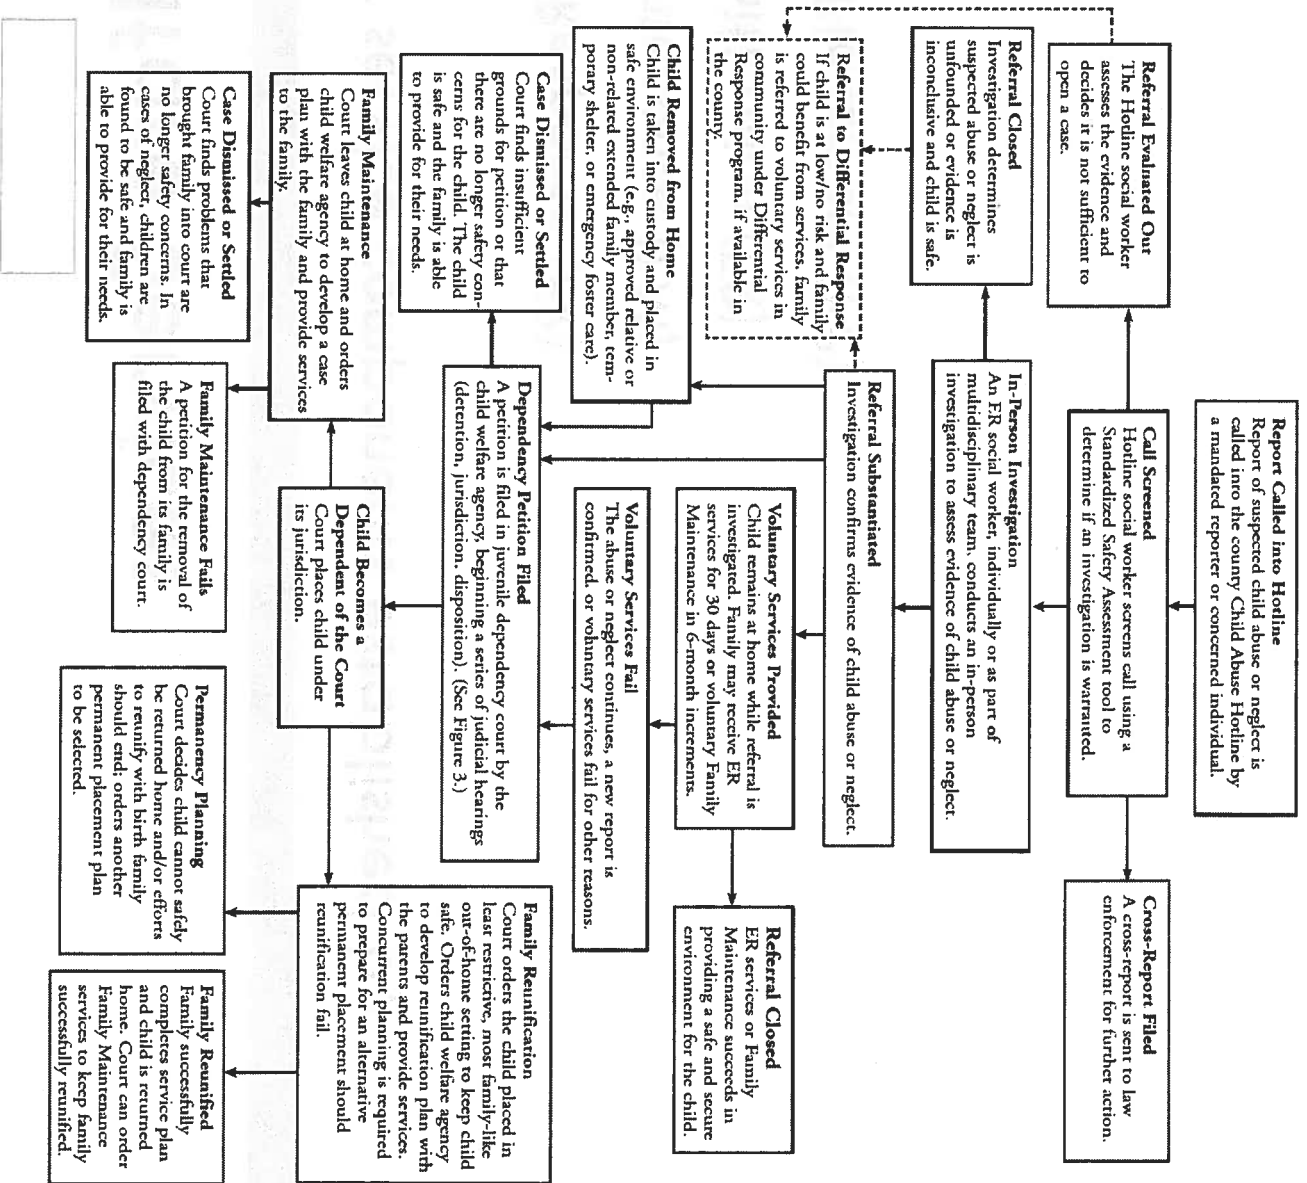 Report Called into Hotline
Report of suspected child abuse or neglect is
called into the county Child Abuse Hotline by
a mandated reporter or concerned individual.
Referral Evaluated Out
The Hotline social worker
assesses the evidence and
decides it is not sufficient to
open a case.
Call Screened
Hotline social worker screens call using a
Standardized Safety Assessment tool to
determine if an investigation is warrauted.
Cross-Report Filed
A cross-report is sent to law
enforcement for further action.
Referral Closed
Investigation determines
suspected abuse or neglect is
unfounded or evidence is
inconclusive and child is safe.
In-Person Investigation
An ER social worker, individually or as part of
multidisciplinary team, conducts an in-person
investigation to assess evidence of child abuse or neglect.
Referral to Differential Response
If child is at low/no risk and family
could benefit from services, family
is referred to voluntary services in
community under Differential
Response program, if available in
the county.
Referral Substantiated
Investigation confirms evidence of child abuse or neglect.
Child Removed from Home
Child is taken into custody and placed in
safe environment (e.g., approved relative or
non-related extended family member, tem-
porary shelter, or emergency foster care).
Voluntary Services Provided
Child remains at home while referral is
investigated. Family may receive ER
services for 30 days or voluntary Family
Maintenance in 6-month increments.
Referral Closed
ER services or Family
Maintenance succeeds in
providing a safe and secure
environment for the child.
Voluntary Services Fail
The abuse or neglect continues, a new report is
confirmed, or voluntary services fail for other reasons.
Case Dismissed or Settled
Court finds insufficient
grounds for petition or that
there are no longer safety con-
cerns for the child. The child
is safe and the family is able
to provide for their needs.
Dependency Petition Filed
A petition is filed in juvenile dependency court by the
child welfare agency, beginning a series of judicial hearings
(detention, jurisdiction, disposition). (See Figure 3.)
Family Maintenance
Court leaves child at home and orders
child welfare agency to develop a case
plan with the family and provide services
to the family.
Child Becomes a
Dependent of the Court
Court places child under
its jurisdiction.
Family Reunification
Court orders the child placed in
least restrictive, most family-like
out-of-home setting to keep child
safe. Orders child welfare agency
to develop reunification plan with
the parents and provide services.
Concurrent planning is required
to prepare for an alternative
permanent placement should
reunification fail.
Case Dismissed or Settled
Court finds problems that
brought family into court are
no longer safety concerns. In
cases of neglect, children are
found to be safe and family is
able to provide for their needs.
Family Maintenance Fails
A petition for the removal of
the child from its family is
filed with dependency court.
Permanency Planning
Court decides child cannot safely
be returned home and/or efforts
to reunify with birth family
should end; orders another
permanent placement plan
to be selected.
Family Reunified
Family successfully
completes service plan
and child is returned
home. Court can order
Family Maintenance
services to keep family
successfully reunified.